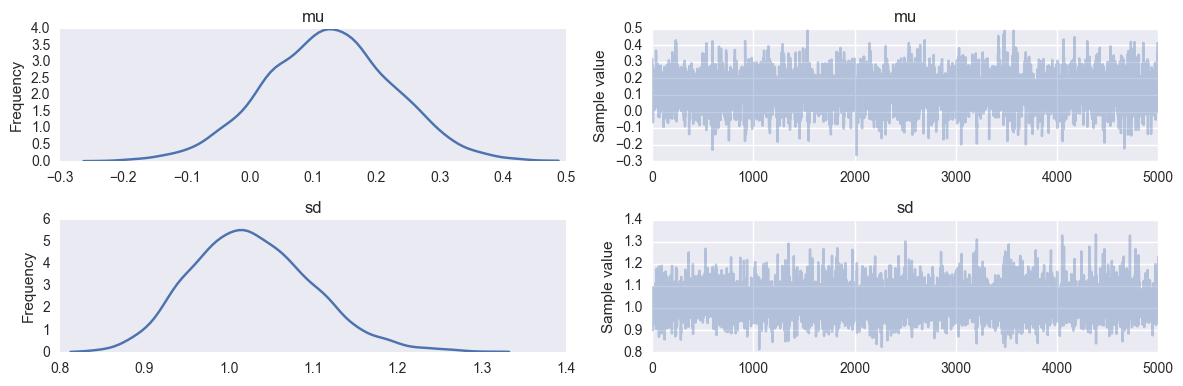 mu
Frequency
4.0
3.5
3.0
2.5
2.0
1.5
1.0
0.5
0.0
−0.3 −0.2 −0.1 0.0 0.1 0.2 0.3 0.4 0.5
mu
Sample value
0.5
0.4
0.3
0.2
0.1
0.0
−0.1
−0.2
−0.3
0 1000 2000 3000 4000 5000
sd
Frequency
6
5
4
3
2
1
0
0.8 0.9 1.0 1.1 1.2 1.3 1.4
sd
Sample value
1.4
1.3
1.2
1.1
1.0
0.9
0.8
0 1000 2000 3000 4000 5000